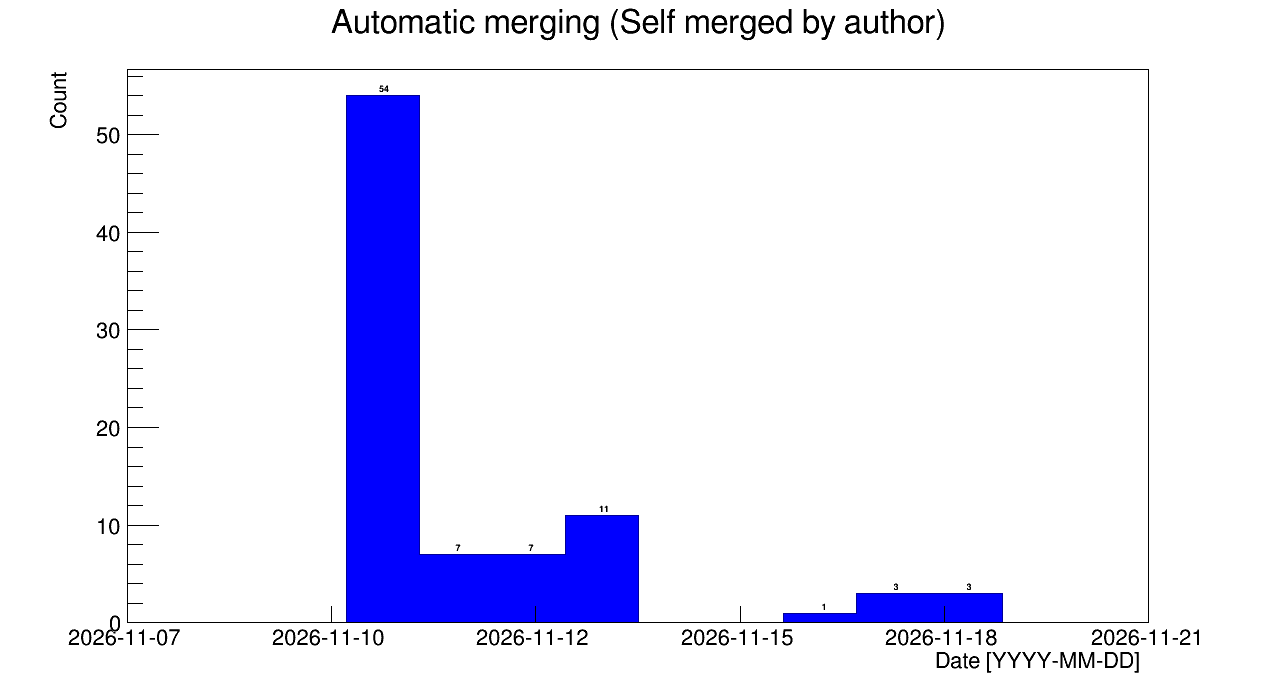 Automatic merging (Self merged by author)
Count
54
50
40
30
20
11
10
7 7
3 3
1
0
2026-11-07 2026-11-10 2026-11-12 2026-11-15 2026-11-18 2026-11-21
Date [YYYY-MM-DD]